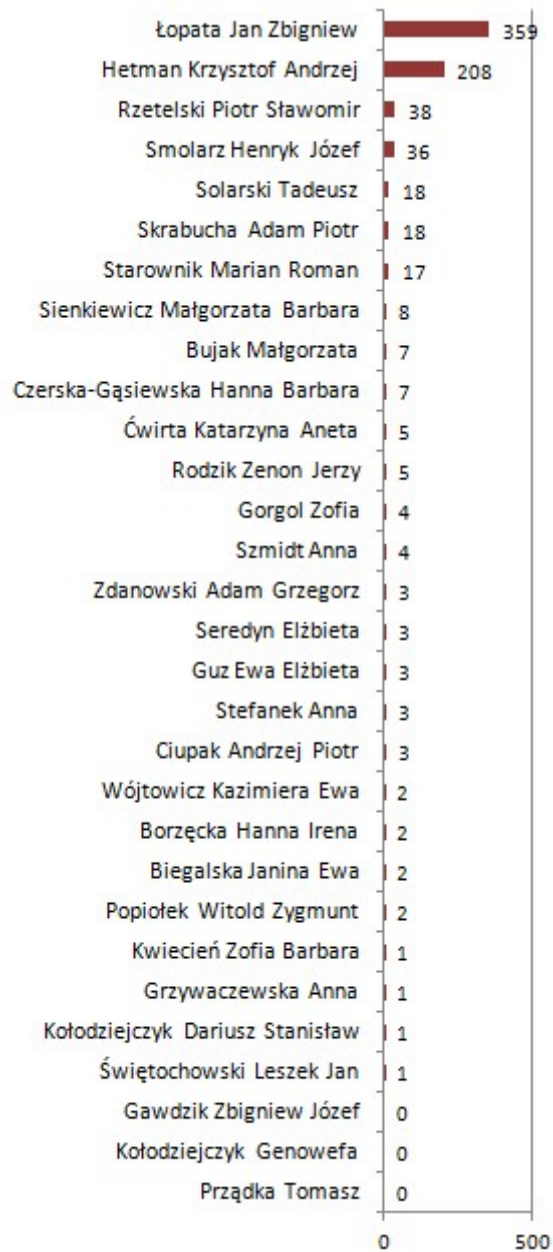 Łopata Jan Zbigniew 359
Hetman Krzysztof Andrzej 208
Rzetelski Piotr Sławomir 38
Smolarz Henryk Józef 36
Solarski Tadeusz 18
Skrabucha Adam Piotr 18
Starownik Marian Roman 17
Sienkiewicz Małgorzata Barbara 8
Bujak Małgorzata 7
Czerska-Gąsiewska Hanna Barbara 7
Ćwirta Katarzyna Aneta 5
Rodzik Zenon Jerzy 5
Gorgol Zofia 4
Szmidt Anna 4
Zdanowski Adam Grzegorz 3
Seredyn Elżbieta 3
Guz Ewa Elżbieta 3
Stefanek Anna 3
Ciupak Andrzej Piotr 3
Wójtowicz Kazimiera Ewa 2
Borzęcka Hanna Irena 2
Biegalska Janina Ewa 2
Popiołek Witold Zygmunt 2
Kwiecień Zofia Barbara 1
Grzywaczewska Anna 1
Kołodziejczyk Dariusz Stanisław 1
Świętochowski Leszek Jan 1
Gawdzik Zbigniew Józef 0
Kołodziejczyk Genowefa 0
Prządka Tomasz 0
0 500